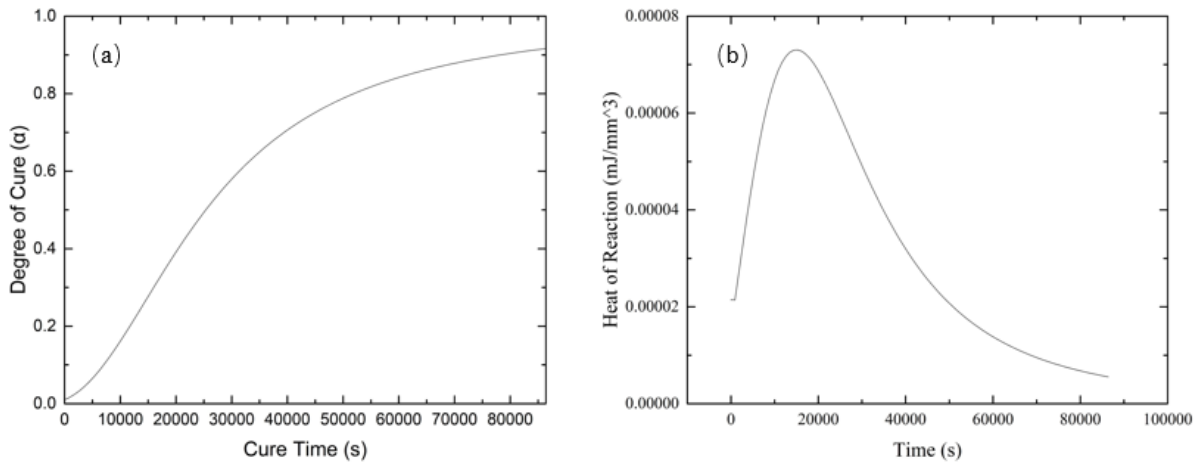 (a)
Degree of Cure (α)
1.0
0.8
0.6
0.4
0.2
0.0
0 10000 20000 30000 40000 50000 60000 70000 80000
Cure Time (s)
(b)
Heat of Reaction (mJ/mm^3)
0.00008
0.00006
0.00004
0.00002
0.00000
0 20000 40000 60000 80000 100000
Time (s)